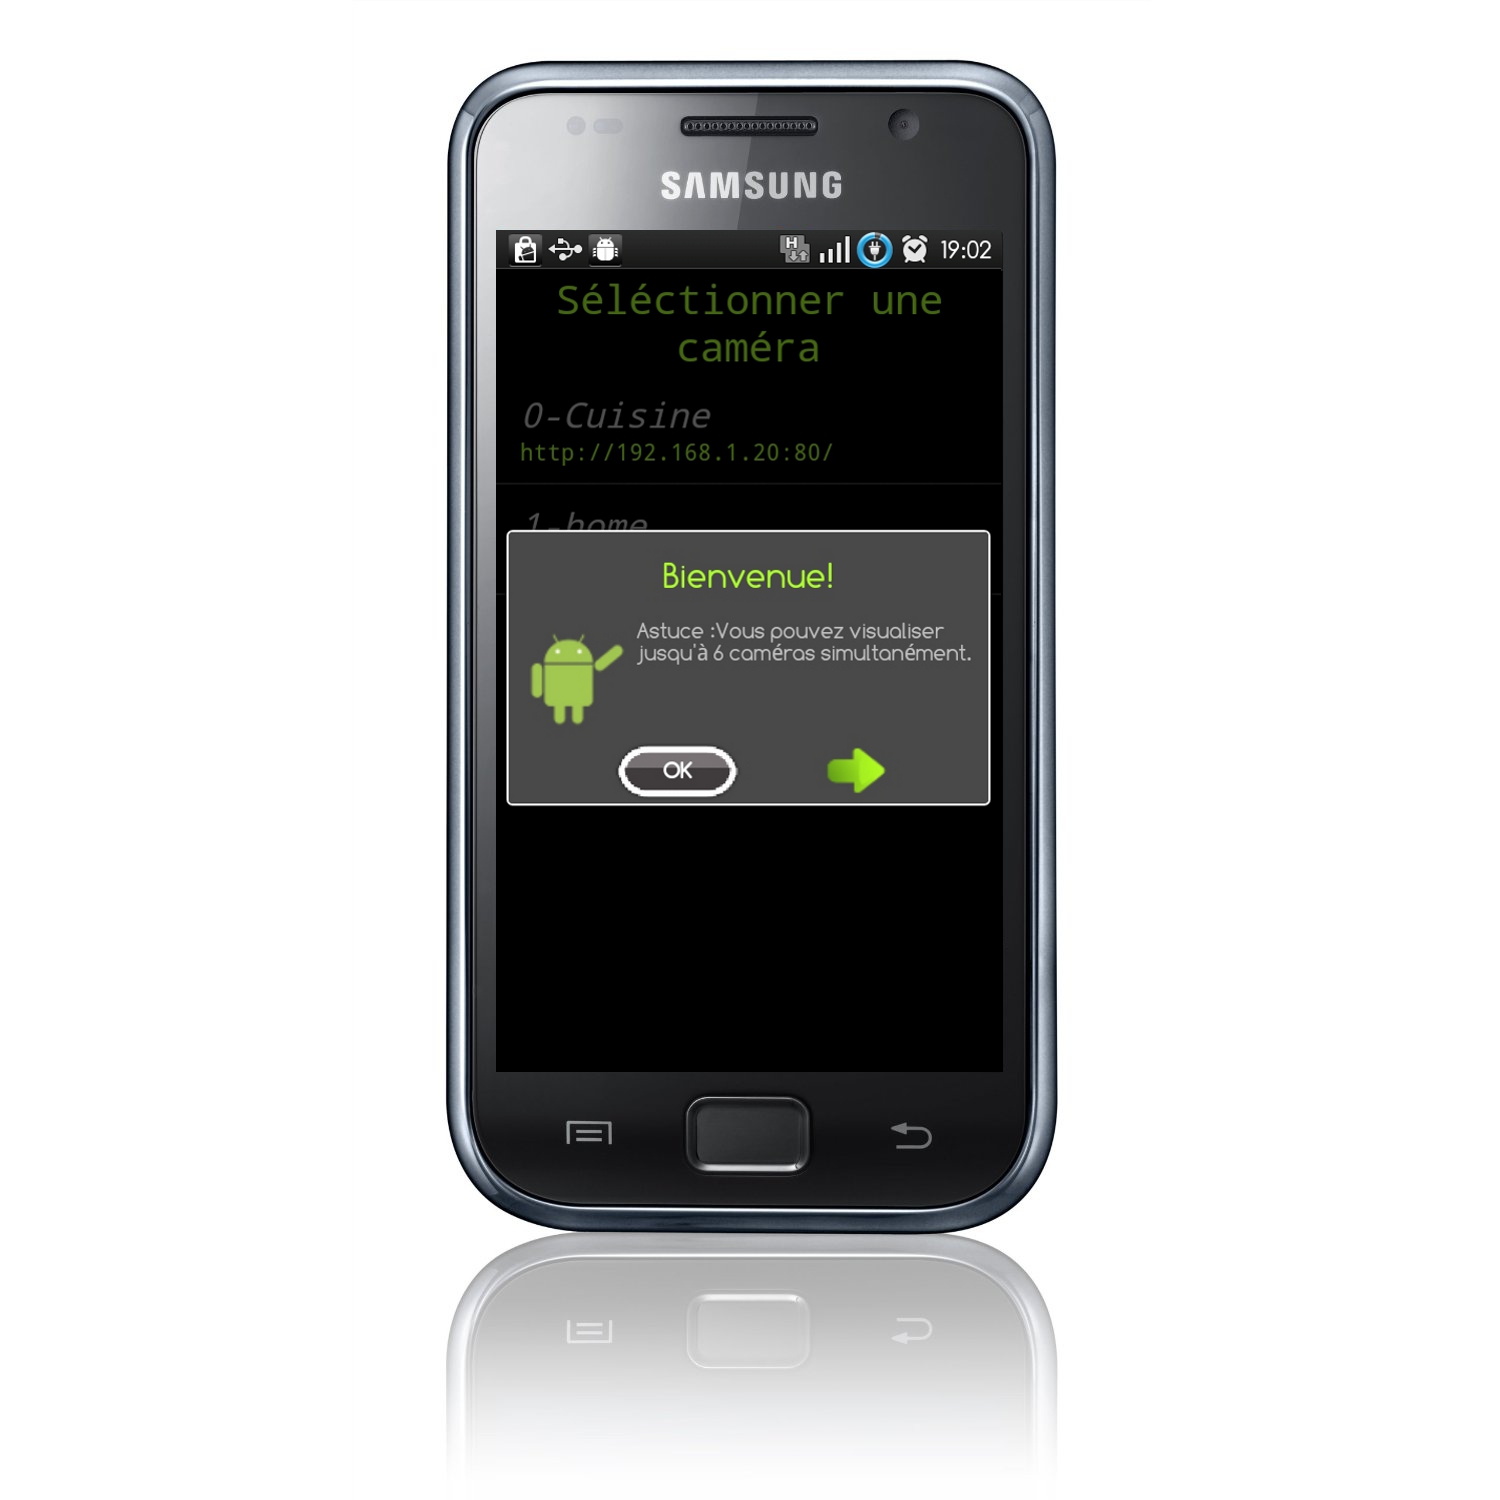 SAMSUNG
H
19:02
Séléctionner une
caméra
0-Cuisine
http://192.168.1.20:80/
1-home
Bienvenue!
Astuce :Vous pouvez visualiser
jusqu'à 6 caméras simultanément.
OK